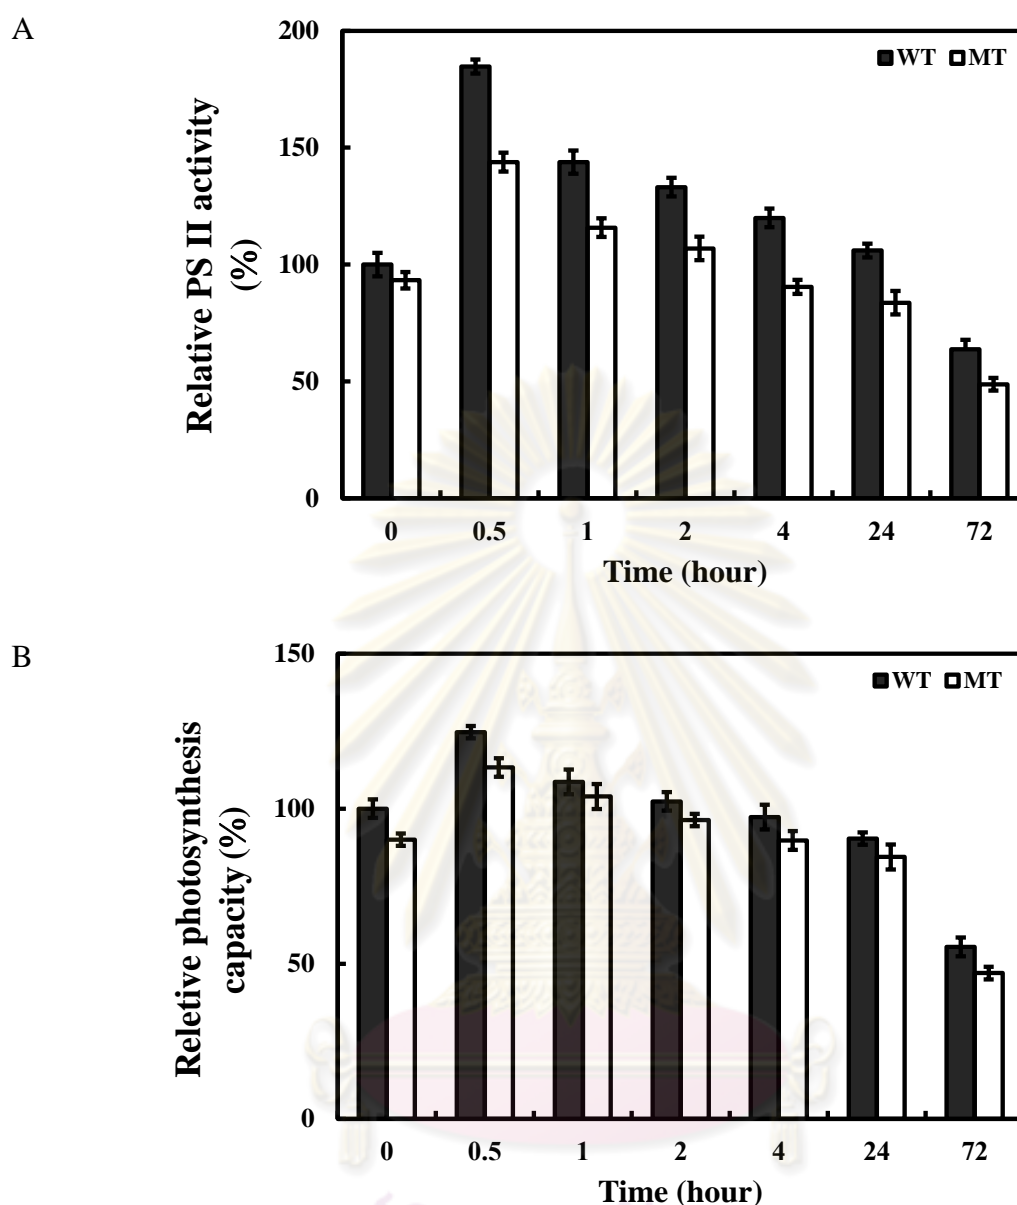 A
200
150
100
50
0
Relative PS II activity
(%)
WT MT
0 0.5 1 2 4 24 72
Time (hour)
B
150
100
50
0
Reletive photosynthesis
capacity (%)
WT MT
0 0.5 1 2 4 24 72
Time (hour)